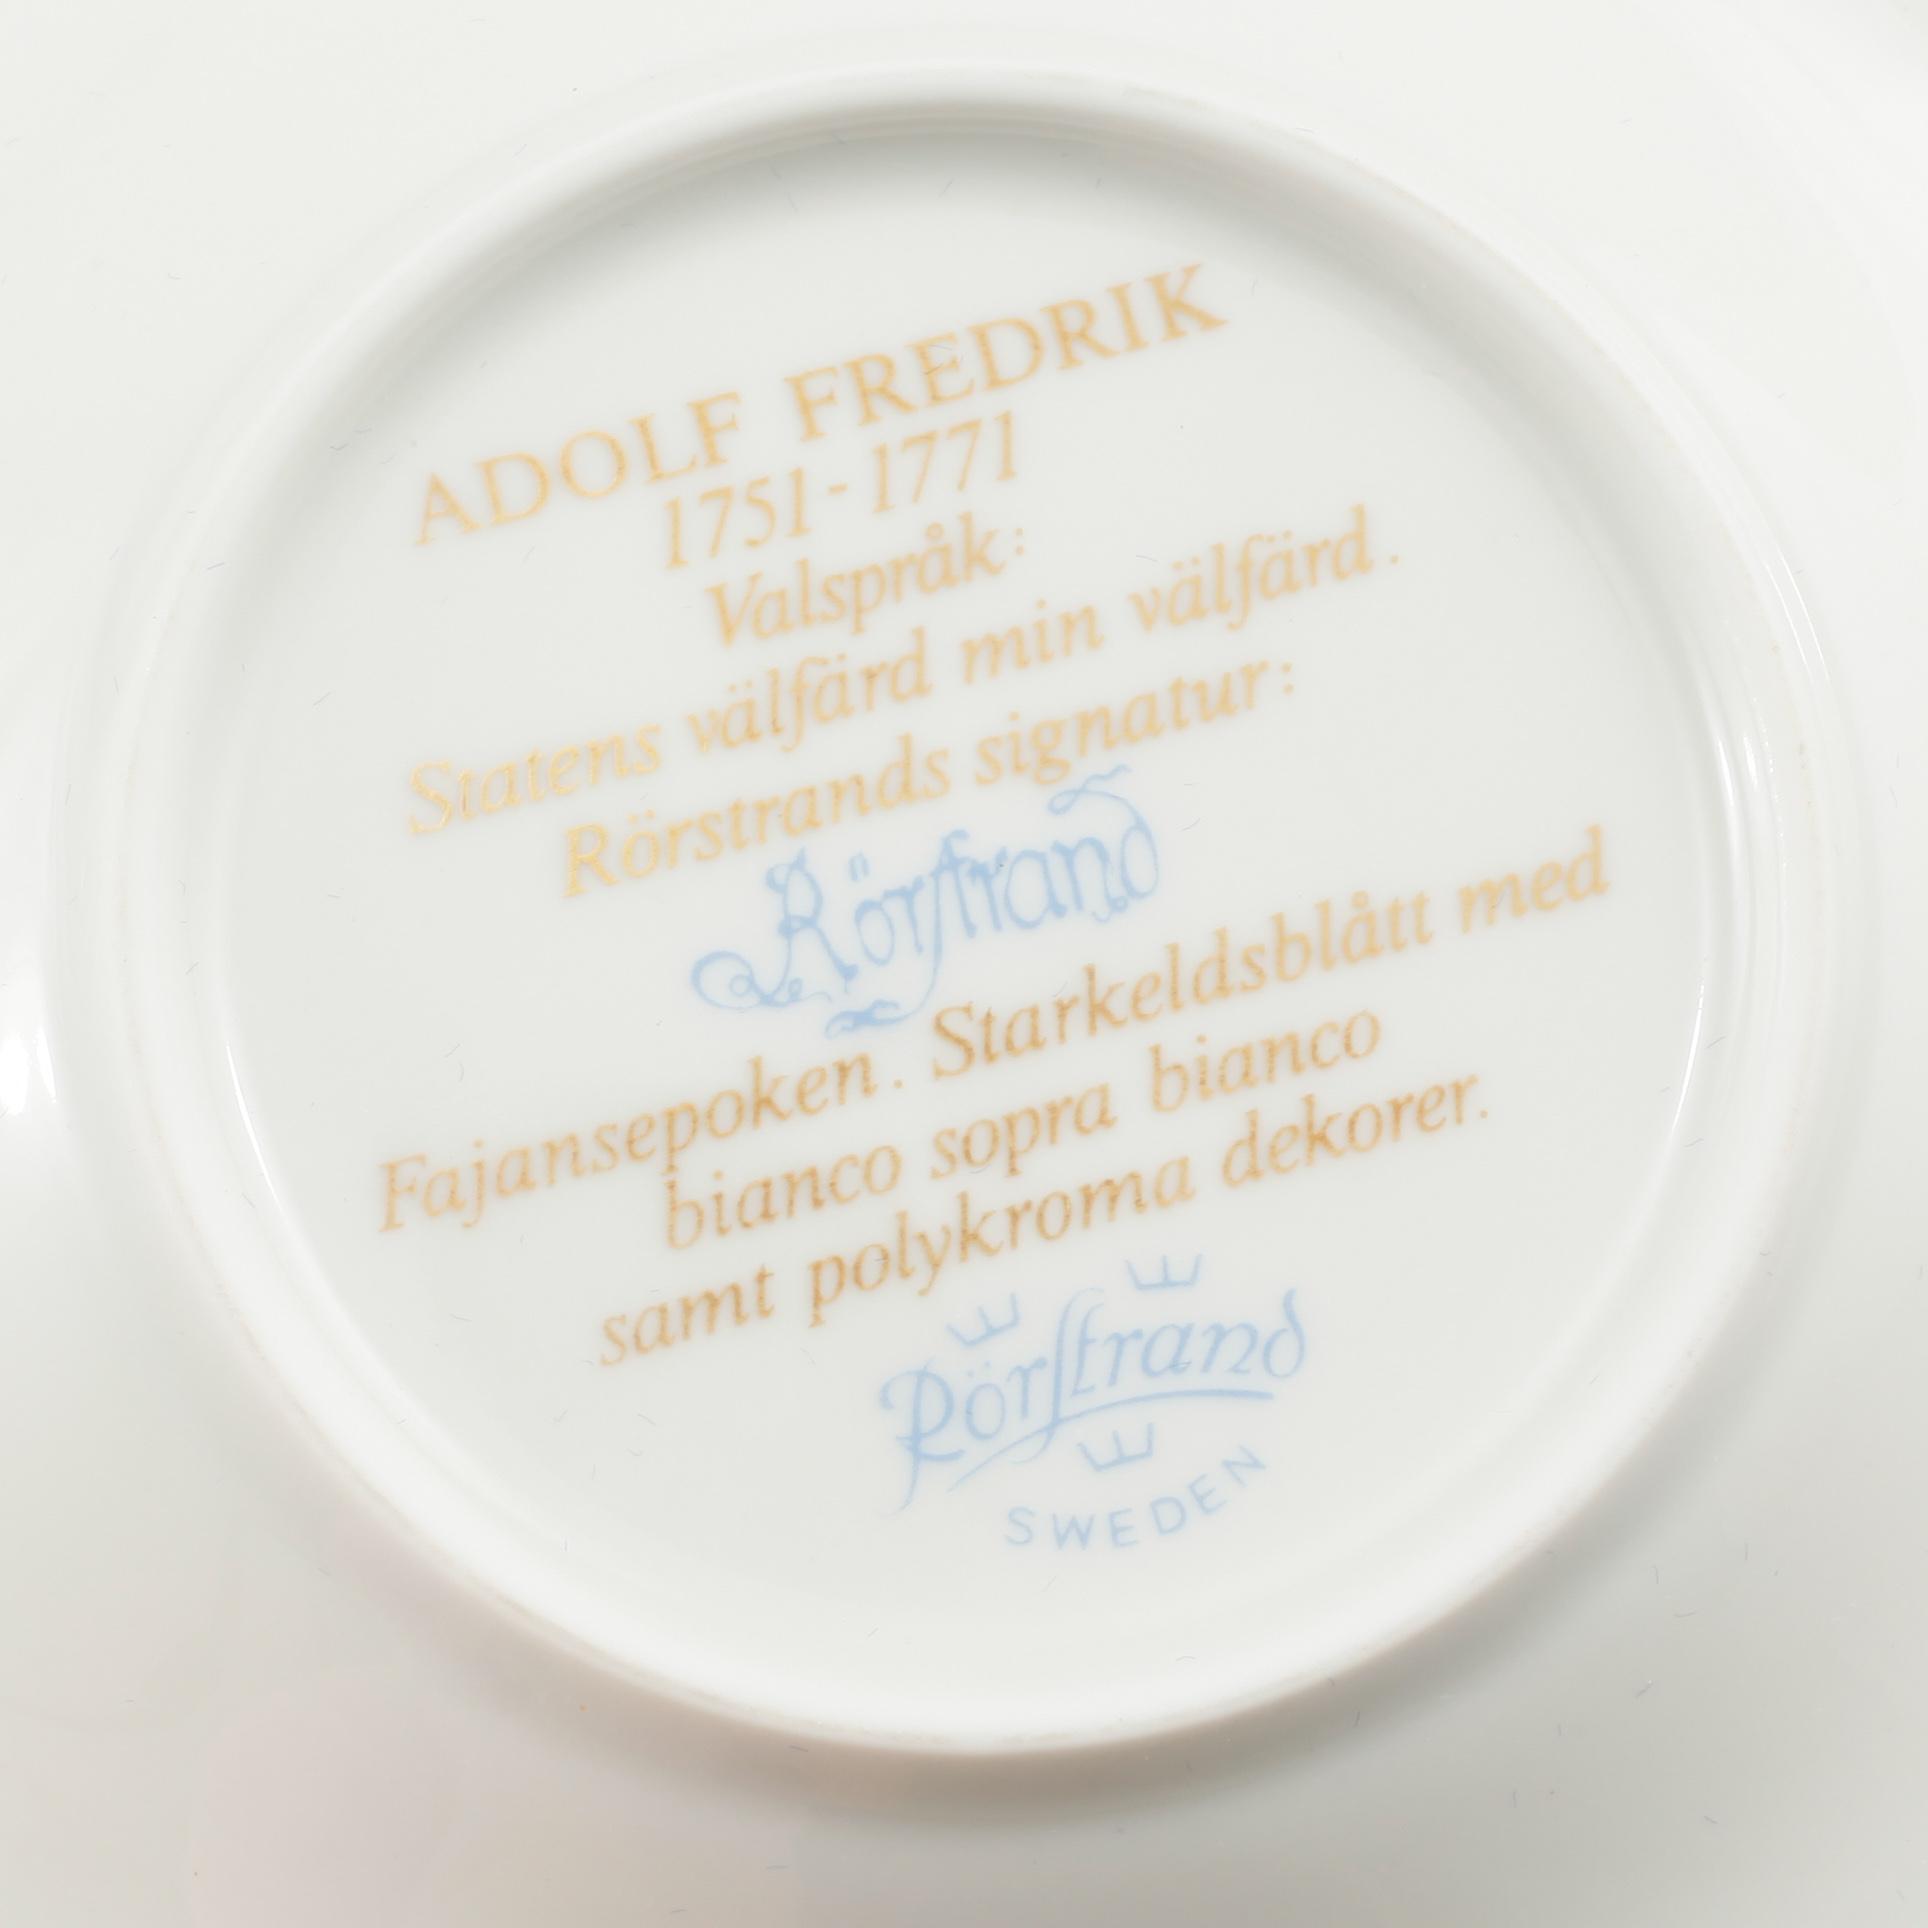 ADOLF FREDRIK
1751-1771
Valspråk:
Statens välfärd min välfärd.
Rörstrands signatur:
Rörstrand
Fajansepoken. Starkeldsblått med
bianco sopra bianco
samt polykroma dekorer.
Rörstrand
SWEDEN